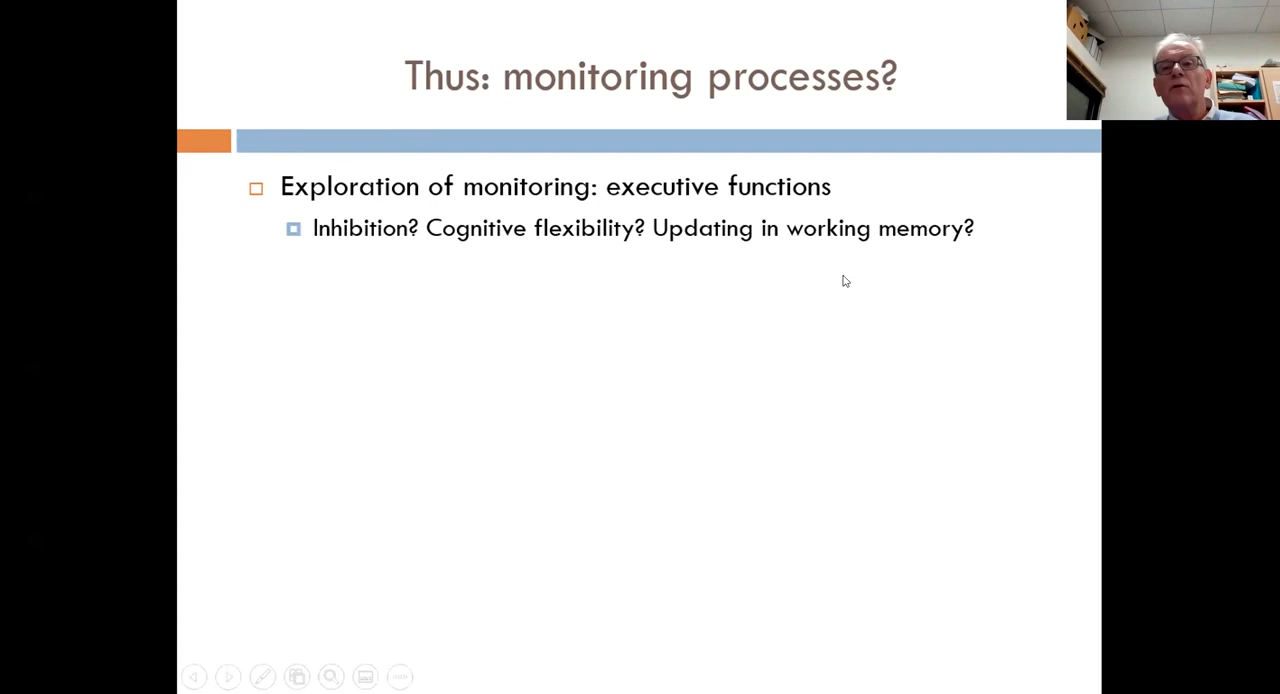 Thus: monitoring processes?
Exploration of monitoring: executive functions
Inhibition? Cognitive flexibility? Updating in working memory?